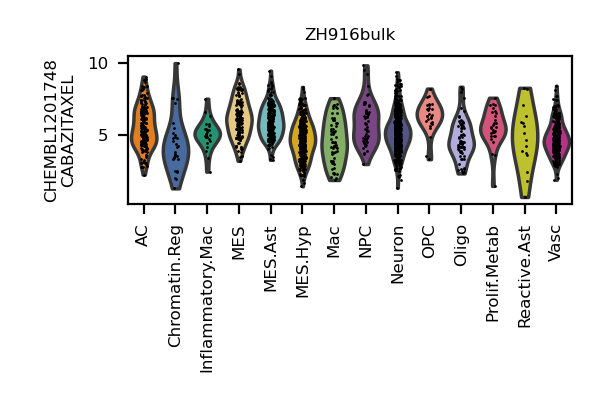 ZH916bulk
CHEMBL1201748
CABAZITAXEL
10
5
AC
Chromatin.Reg
Inflammatory.Mac
MES
MES.Ast
MES.Hyp
Mac
NPC
Neuron
OPC
Oligo
Prolif.Metab
Reactive.Ast
Vasc